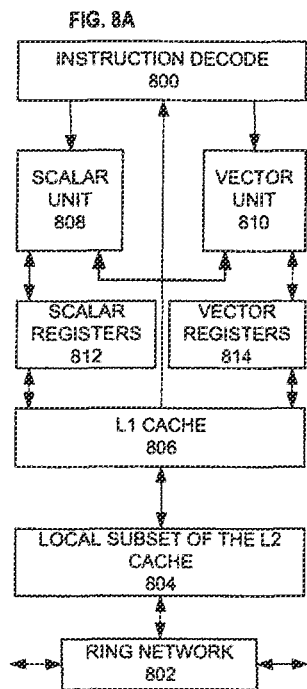 FIG. 8A
INSTRUCTION DECODE
800
SCALAR
UNIT
808
VECTOR
UNIT
810
SCALAR
REGISTERS
812
VECTOR
REGISTERS
814
L1 CACHE
806
LOCAL SUBSET OF THE L2
CACHE
804
RING NETWORK
802